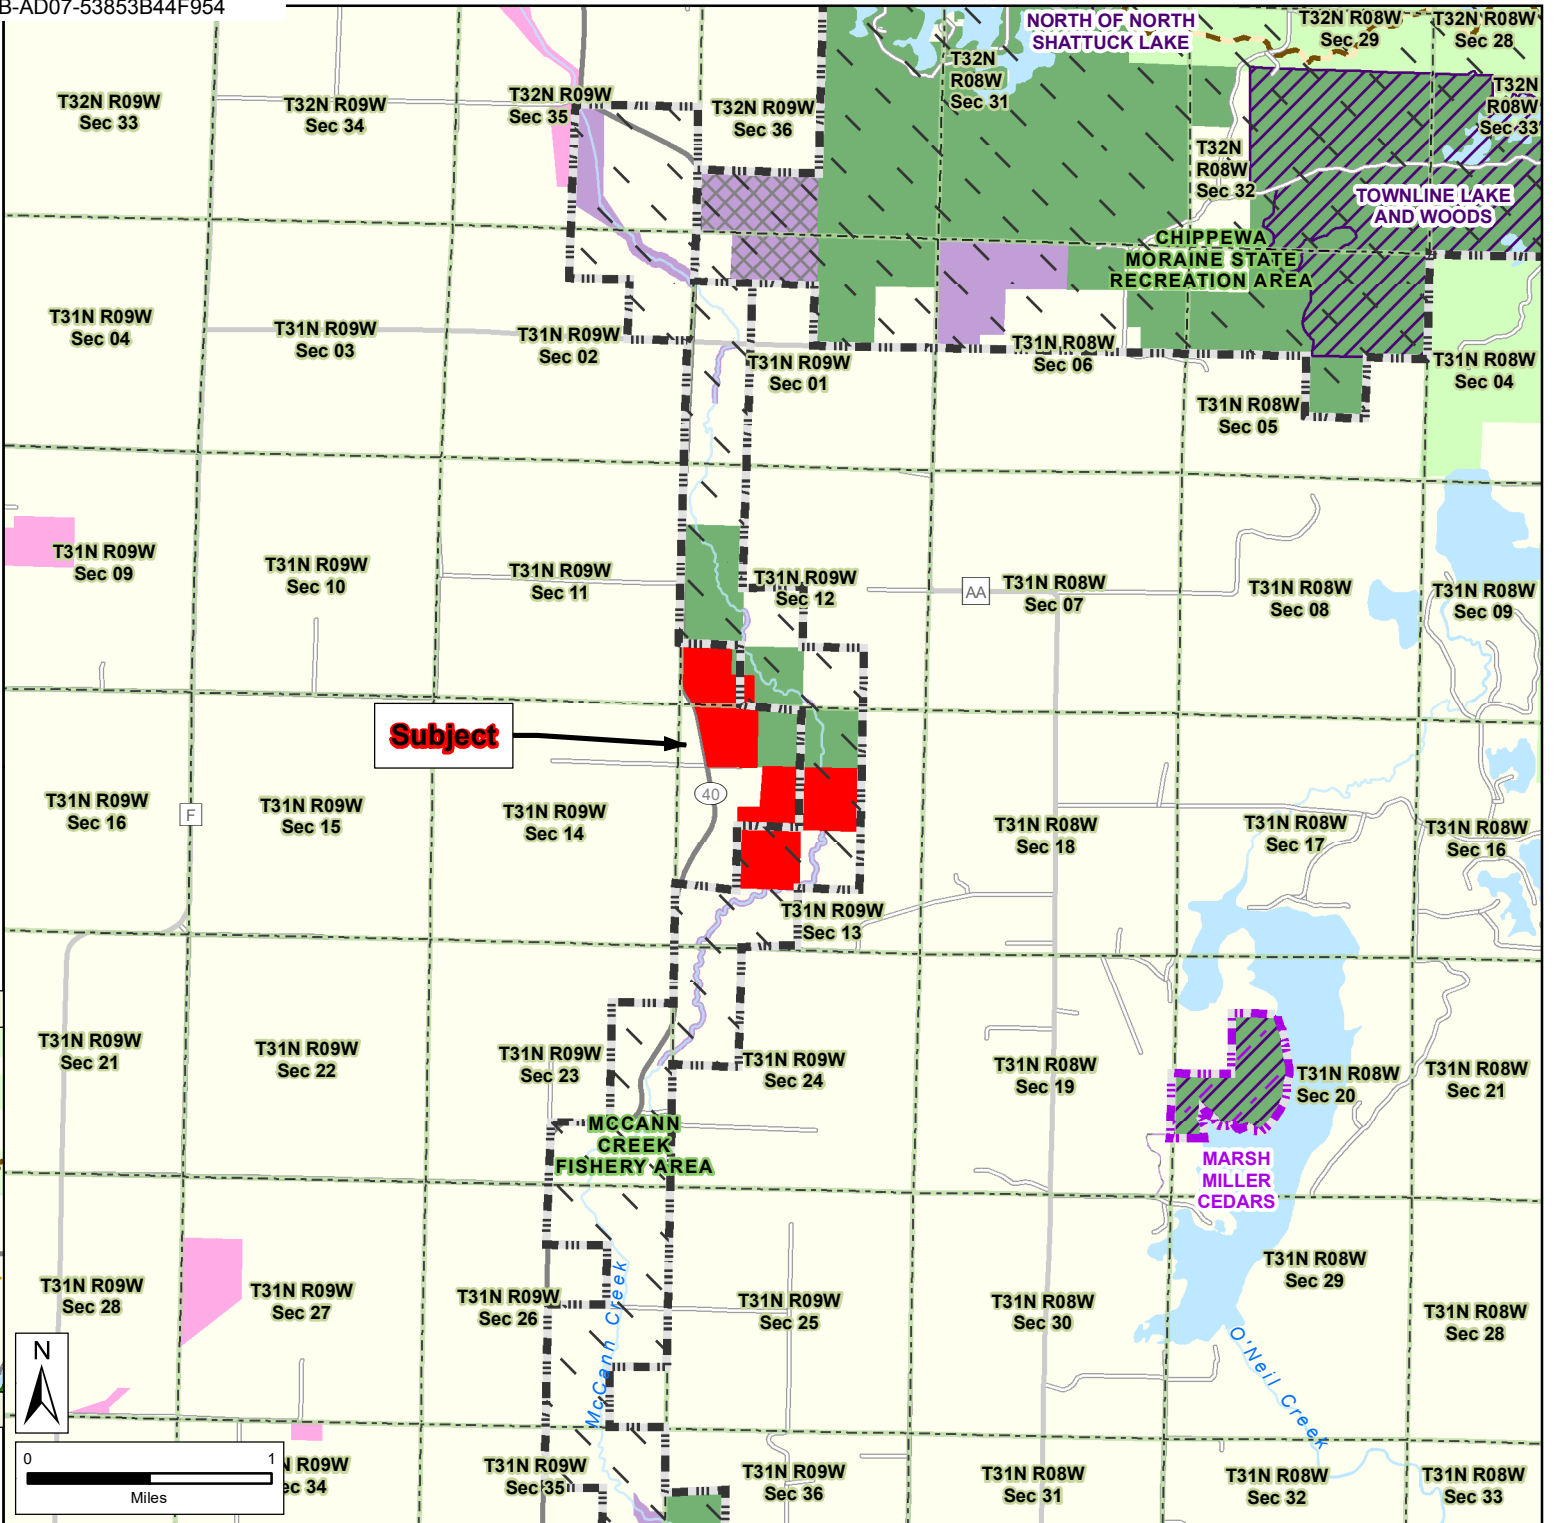 B-AD07-53853B44F954
NORTH OF NORTH
SHATTUCK LAKE
T32N R08W
Sec 29
T32N R08W
Sec 28
T32N R09W
Sec 33
T32N R09W
Sec 34
T32N R09W
Sec 35
T32N R09W
Sec 36
T32N
R08W
Sec 31
T32N
R08W
Sec 32
T32N
R08W
Sec 33
TOWNLINE LAKE
AND WOODS
CHIPPEWA
MORAINE STATE
RECREATION AREA
T31N R09W
Sec 04
T31N R09W
Sec 03
T31N R09W
Sec 02
T31N R09W
Sec 01
T31N R08W
Sec 06
T31N R08W
Sec 05
T31N R08W
Sec 04
T31N R09W
Sec 09
T31N R09W
Sec 10
T31N R09W
Sec 11
T31N R09W
Sec 12
AA
T31N R08W
Sec 07
T31N R08W
Sec 08
T31N R08W
Sec 09
Subject
40
F
T31N R09W
Sec 16
T31N R09W
Sec 15
T31N R09W
Sec 14
T31N R09W
Sec 13
T31N R08W
Sec 18
T31N R08W
Sec 17
T31N R08W
Sec 16
T31N R09W
Sec 21
T31N R09W
Sec 22
T31N R09W
Sec 23
T31N R09W
Sec 24
T31N R08W
Sec 19
T31N R08W
Sec 20
T31N R08W
Sec 21
MCCANN
CREEK
FISHERY AREA
MARSH
MILLER
CEDARS
T31N R09W
Sec 28
T31N R09W
Sec 27
T31N R09W
Sec 26
McCann Creek
T31N R09W
Sec 25
T31N R08W
Sec 30
T31N R08W
Sec 29
T31N R08W
Sec 28
O'Neil Creek
N
0 1
Miles
N R09W
ec 34
T31N R09W
Sec 35
T31N R09W
Sec 36
T31N R08W
Sec 31
T31N R08W
Sec 32
T31N R08W
Sec 33